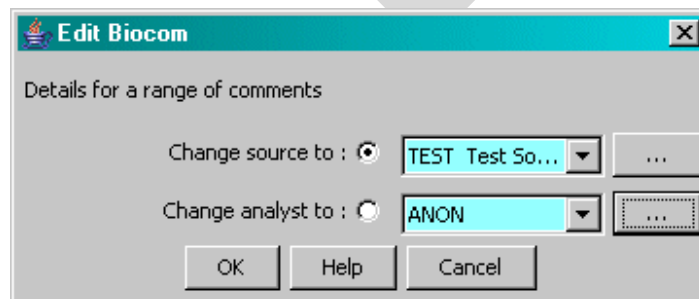 Edit Biocom
Details for a range of comments
Change source to : TEST Test So... ...
Change analyst to : ANON ...
OK Help Cancel